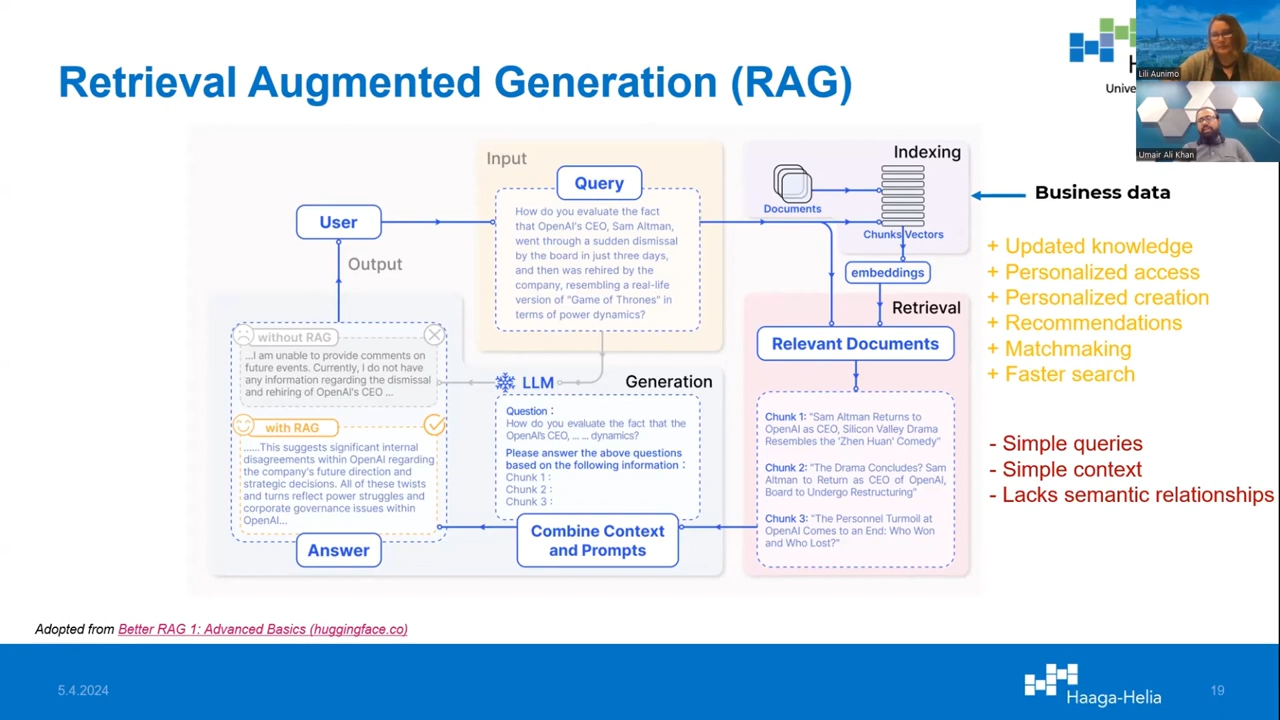 Retrieval Augmented Generation (RAG)
Lili Aunimo
Umair Ali Khan
Input
Query
How do you evaluate the fact
that OpenAI's CEO, Sam Altman,
went through a sudden dismissal
by the board in just three days,
and then was rehired by the
company, resembling a real-life
version of "Game of Thrones" in
terms of power dynamics?
User
Output
Indexing
Documents
Chunks Vectors
embeddings
Business data
+ Updated knowledge
+ Personalized access
+ Personalized creation
+ Recommendations
+ Matchmaking
+ Faster search
- Simple queries
- Simple context
- Lacks semantic relationships
Retrieval
Relevant Documents
Chunk 1: "Sam Altman Returns to
OpenAI as CEO, Silicon Valley Drama
Resembles the 'Zhen Huan' Comedy"
Chunk 2: "The Drama Concludes? Sam
Altman to Return as CEO of OpenAI,
Board to Undergo Restructuring"
Chunk 3: "The Personnel Turmoil at
OpenAI Comes to an End: Who Won
and Who Lost?"
LLM
Generation
Question :
How do you evaluate the fact that the
OpenAI's CEO, ... ... dynamics?
Please answer the above questions
based on the following information :
Chunk 1 :
Chunk 2 :
Chunk 3 :
Combine Context
and Prompts
without RAG
...I am unable to provide comments on
future events. Currently, I do not have
any information regarding the dismissal
and rehiring of OpenAI's CEO ...
with RAG
......This suggests significant internal
disagreements within OpenAI regarding
the company's future direction and
strategic decisions. All of these twists
and turns reflect power struggles and
corporate governance issues within
OpenAI...
Answer
Adopted from Better RAG 1: Advanced Basics (huggingface.co)
5.4.2024
Haaga-Helia
19